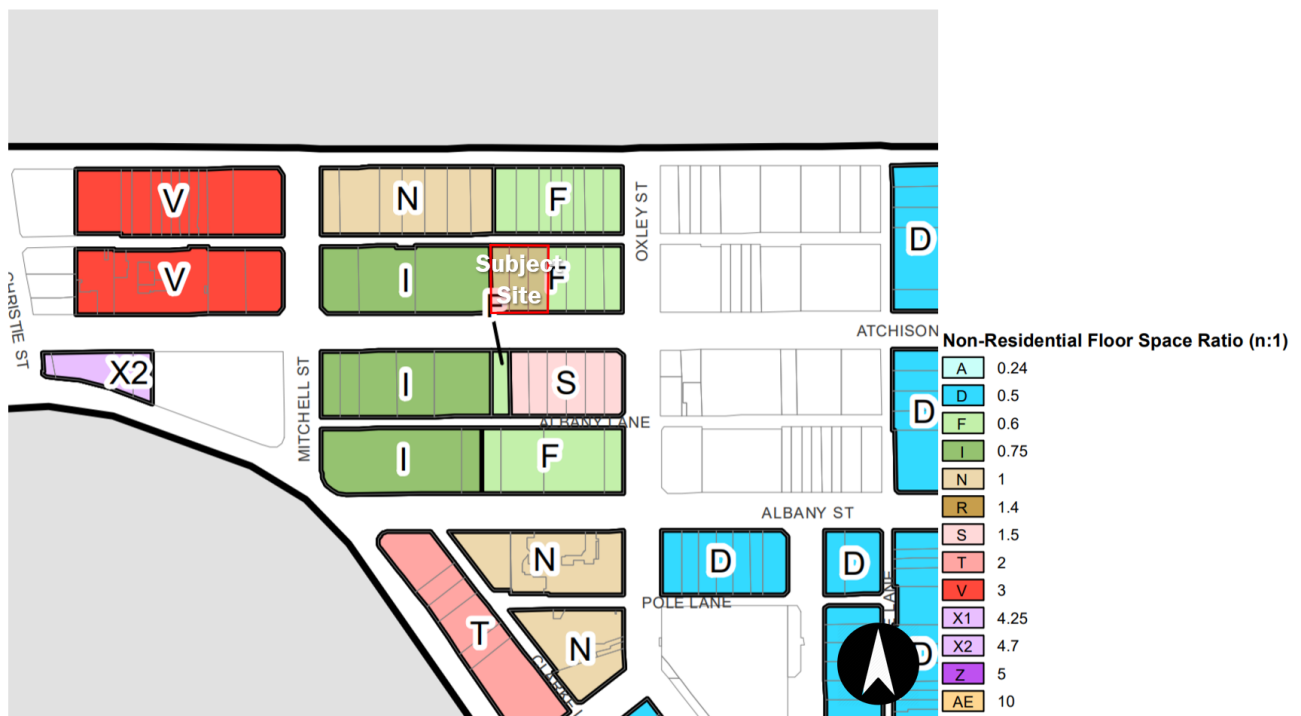 V
N
F
D
OXLEY ST
V
I
Subject
Site
F
F
CHRISTIE ST
ATCHISON
X2
MITCHELL ST
I
S
D
ALBANY LANE
I
F
ALBANY ST
N
D
D
POLE LANE
T
N
LANE
D
Non-Residential Floor Space Ratio (n:1)
A 0.24
D 0.5
F 0.6
I 0.75
N 1
R 1.4
S 1.5
T 2
V 3
X1 4.25
X2 4.7
Z 5
AE 10